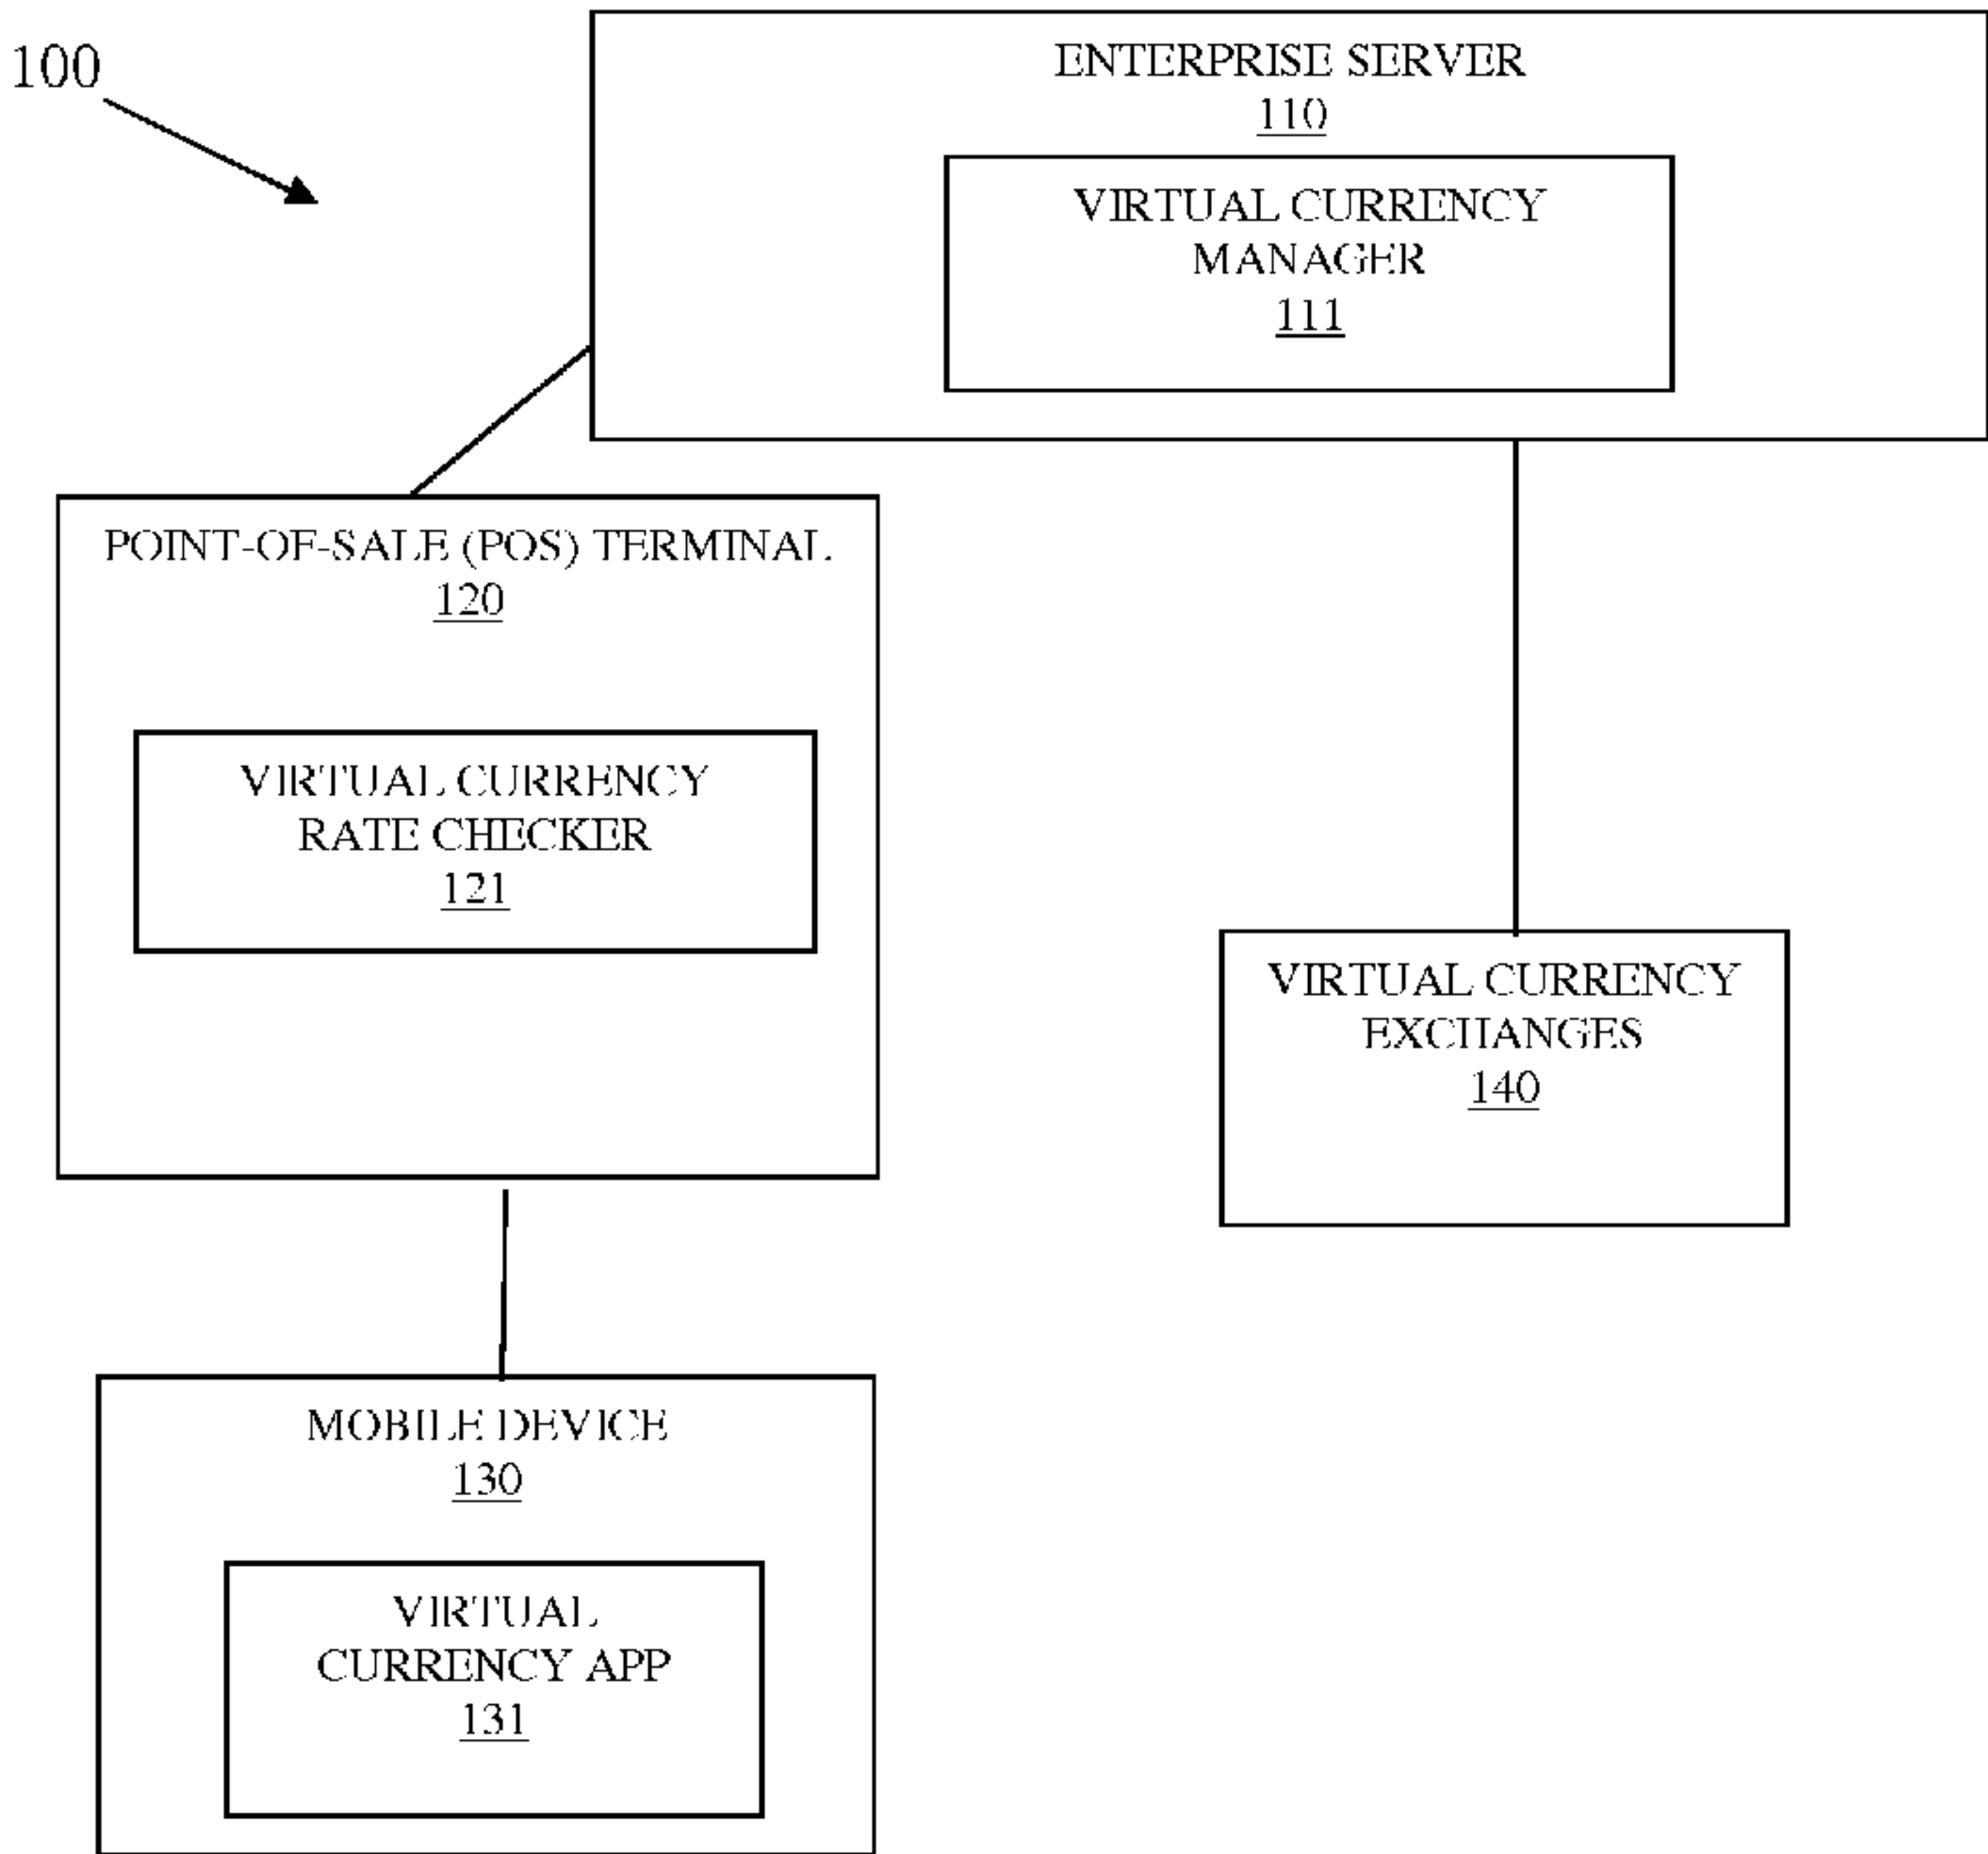 100
ENTERPRISE SERVER
110
VIRTUAL CURRENCY
MANAGER
111
POINT-OF-SALE (POS) TERMINAL
120
VIRTUAL CURRENCY
RATE CHECKER
121
VIRTUAL CURRENCY
EXCHANGES
140
MOBILE DEVICE
130
VIRTUAL
CURRENCY APP
131